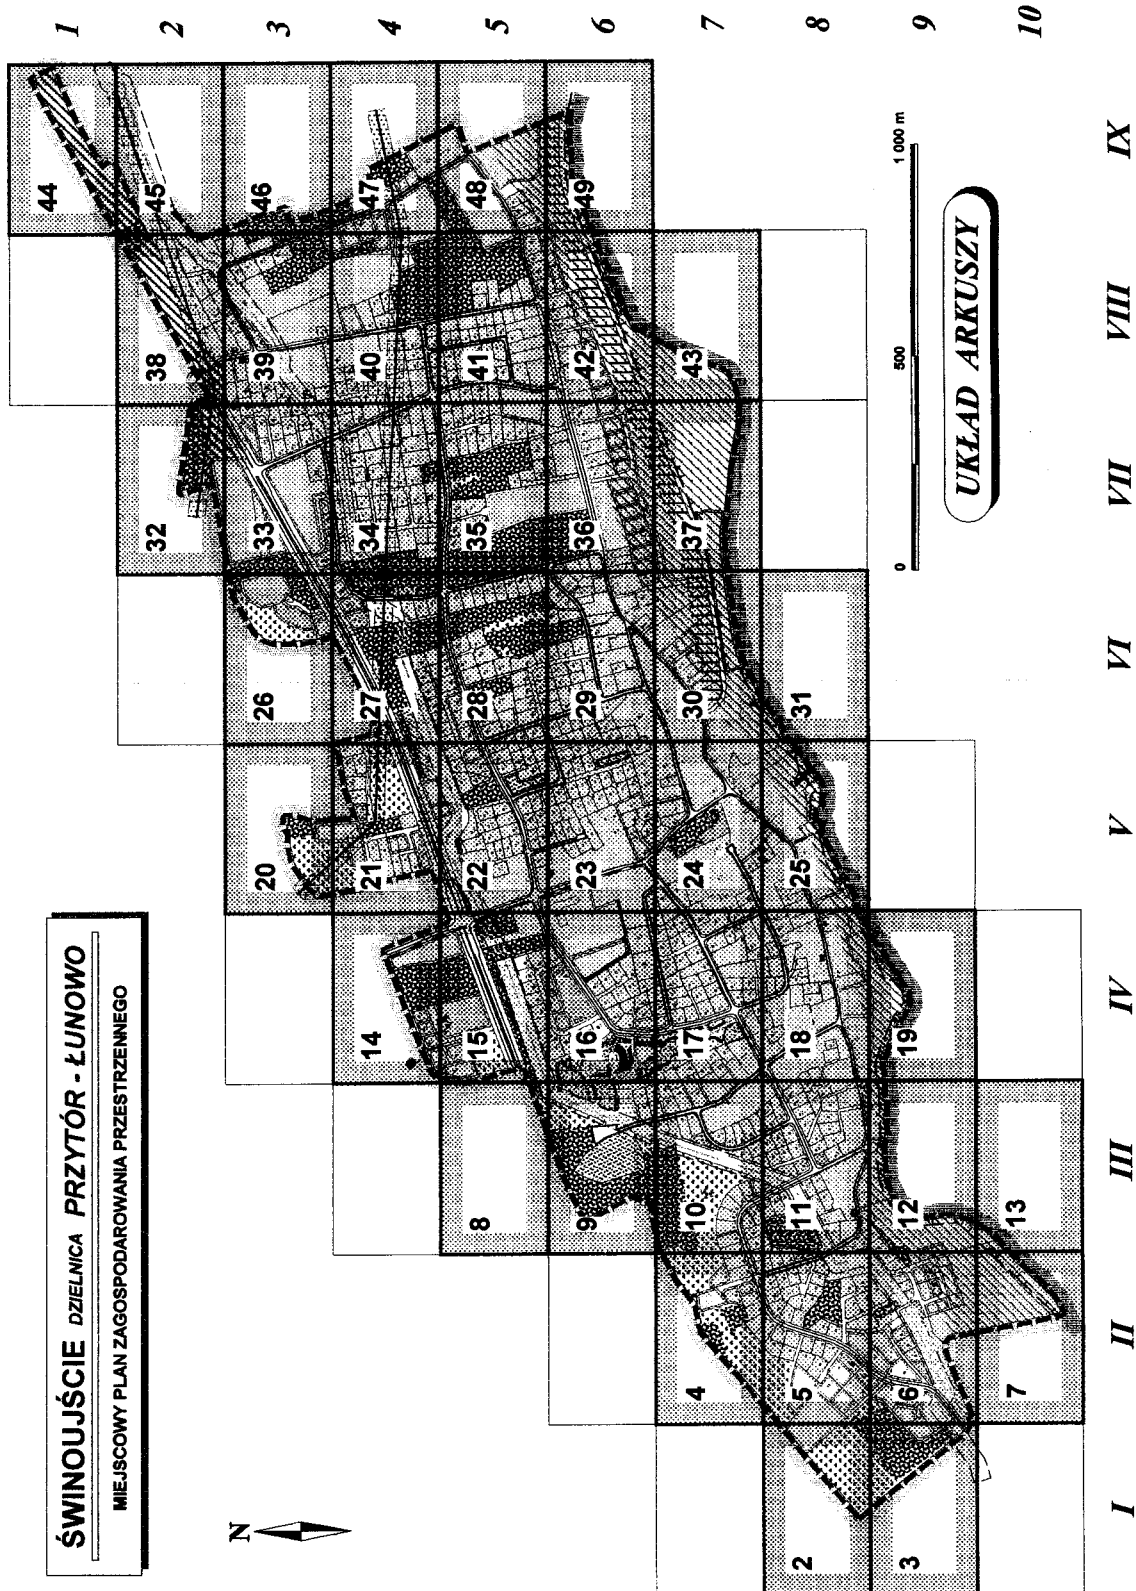 ŚWINOUJŚCIE DZIELNICA PRZYTÓR - ŁUNOWO
MIEJSCOWY PLAN ZAGOSPODAROWANIA PRZESTRZENNEGO
N
1
2
3
4
5
6
7
8
9
10
44
38 45
32 39 46
20 26 33 40 47
14 21 27 34 41 48
8 15 22 28 35 42 49
9 16 23 29 36 43
4 10 17 24 30 37
2 5 11 18 25 31
3 6 12 19
7 13
0 500 1 000 m
UKŁAD ARKUSZY
I II III IV V VI VII VIII IX